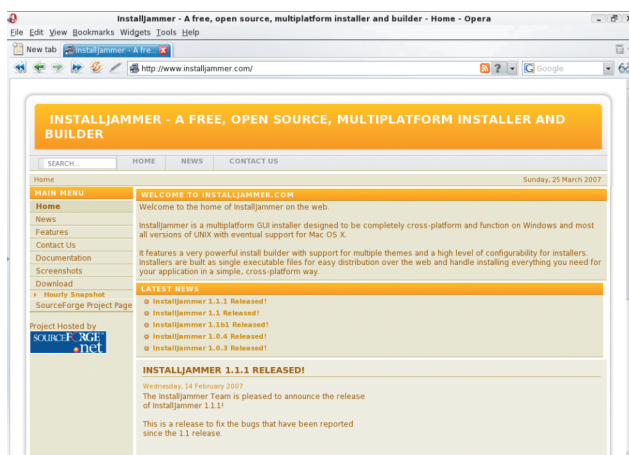 InstallJammer - A free, open source, multiplatform installer and builder - Home - Opera
File Edit View Bookmarks Widgets Tools Help
New tab InstallJammer - A fre...
http://www.installjammer.com/ Google
INSTALLJAMMER - A FREE, OPEN SOURCE, MULTIPLATFORM INSTALLER AND
BUILDER
SEARCH... HOME NEWS CONTACT US
Home Sunday, 25 March 2007
MAIN MENU
Home
News
Features
Contact Us
Documentation
Screenshots
Download
Hourly Snapshot
SourceForge Project Page
Project Hosted by
SOURCEFORGE
.net
WELCOME TO INSTALLJAMMER.COM
Welcome to the home of InstallJammer on the web.
InstallJammer is a multiplatform GUI installer designed to be completely cross-platform and function on Windows and most
all versions of UNIX with eventual support for Mac OS X.
It features a very powerful install builder with support for multiple themes and a high level of configurability for installers.
Installers are built as single executable files for easy distribution over the web and handle installing everything you need for
your application in a simple, cross-platform way.
LATEST NEWS
InstallJammer 1.1.1 Released!
InstallJammer 1.1 Released!
InstallJammer 1.1b1 Released!
InstallJammer 1.0.4 Released!
InstallJammer 1.0.3 Released!
INSTALLJAMMER 1.1.1 RELEASED!
Wednesday, 14 February 2007
The InstallJammer Team is pleased to announce the release
of InstallJammer 1.1.1!
This is a release to fix the bugs that have been reported
since the 1.1 release.